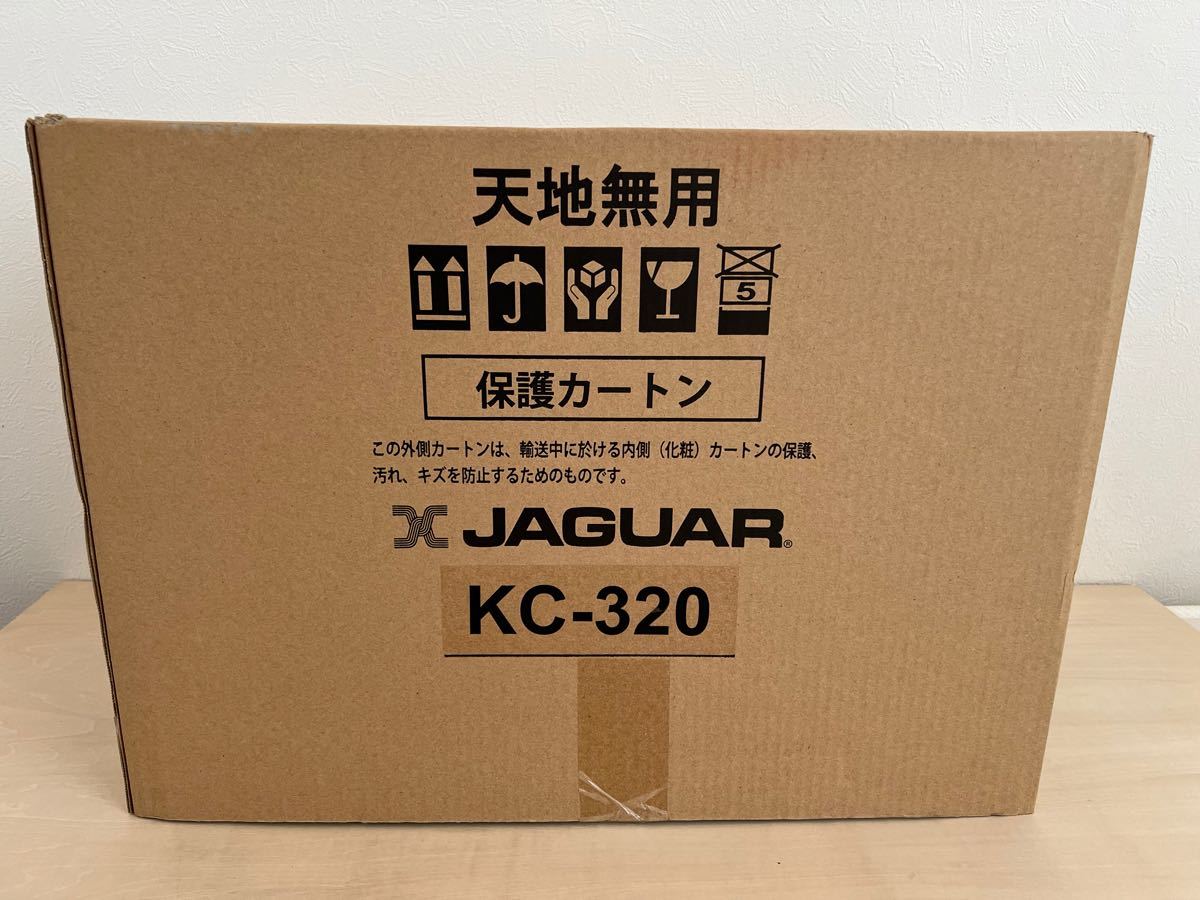 天地無用
5
保護カートン
この外側カートンは、輸送中に於ける内側（化粧）カートンの保護、
汚れ、キズを防止するためのものです。
JAGUAR®
KC-320